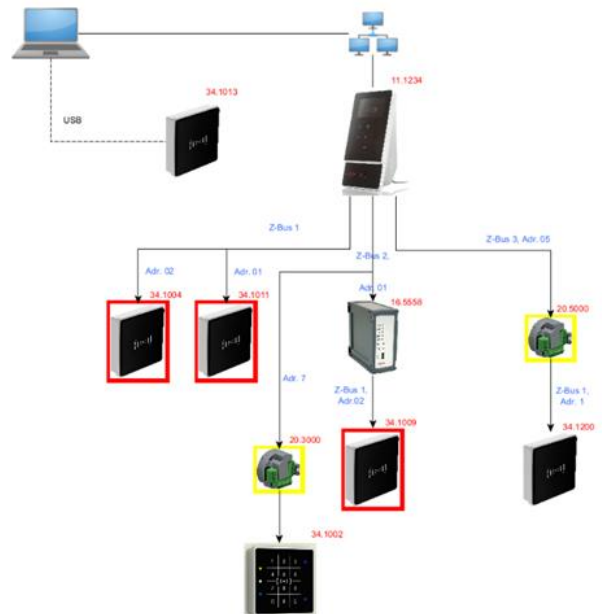 34.1013
11.1234
USB
Z-Bus 1
Z-Bus 2,
Z-Bus 3, Adr. 05
Adr. 02
Adr. 01
Adr. 01
34.1004
34.1011
16.5558
20.5000
Adr. 7
Z-Bus 1,
Adr.02
Z-Bus 1,
Adr. 1
20.3000
34.1009
34.1200
34.1002